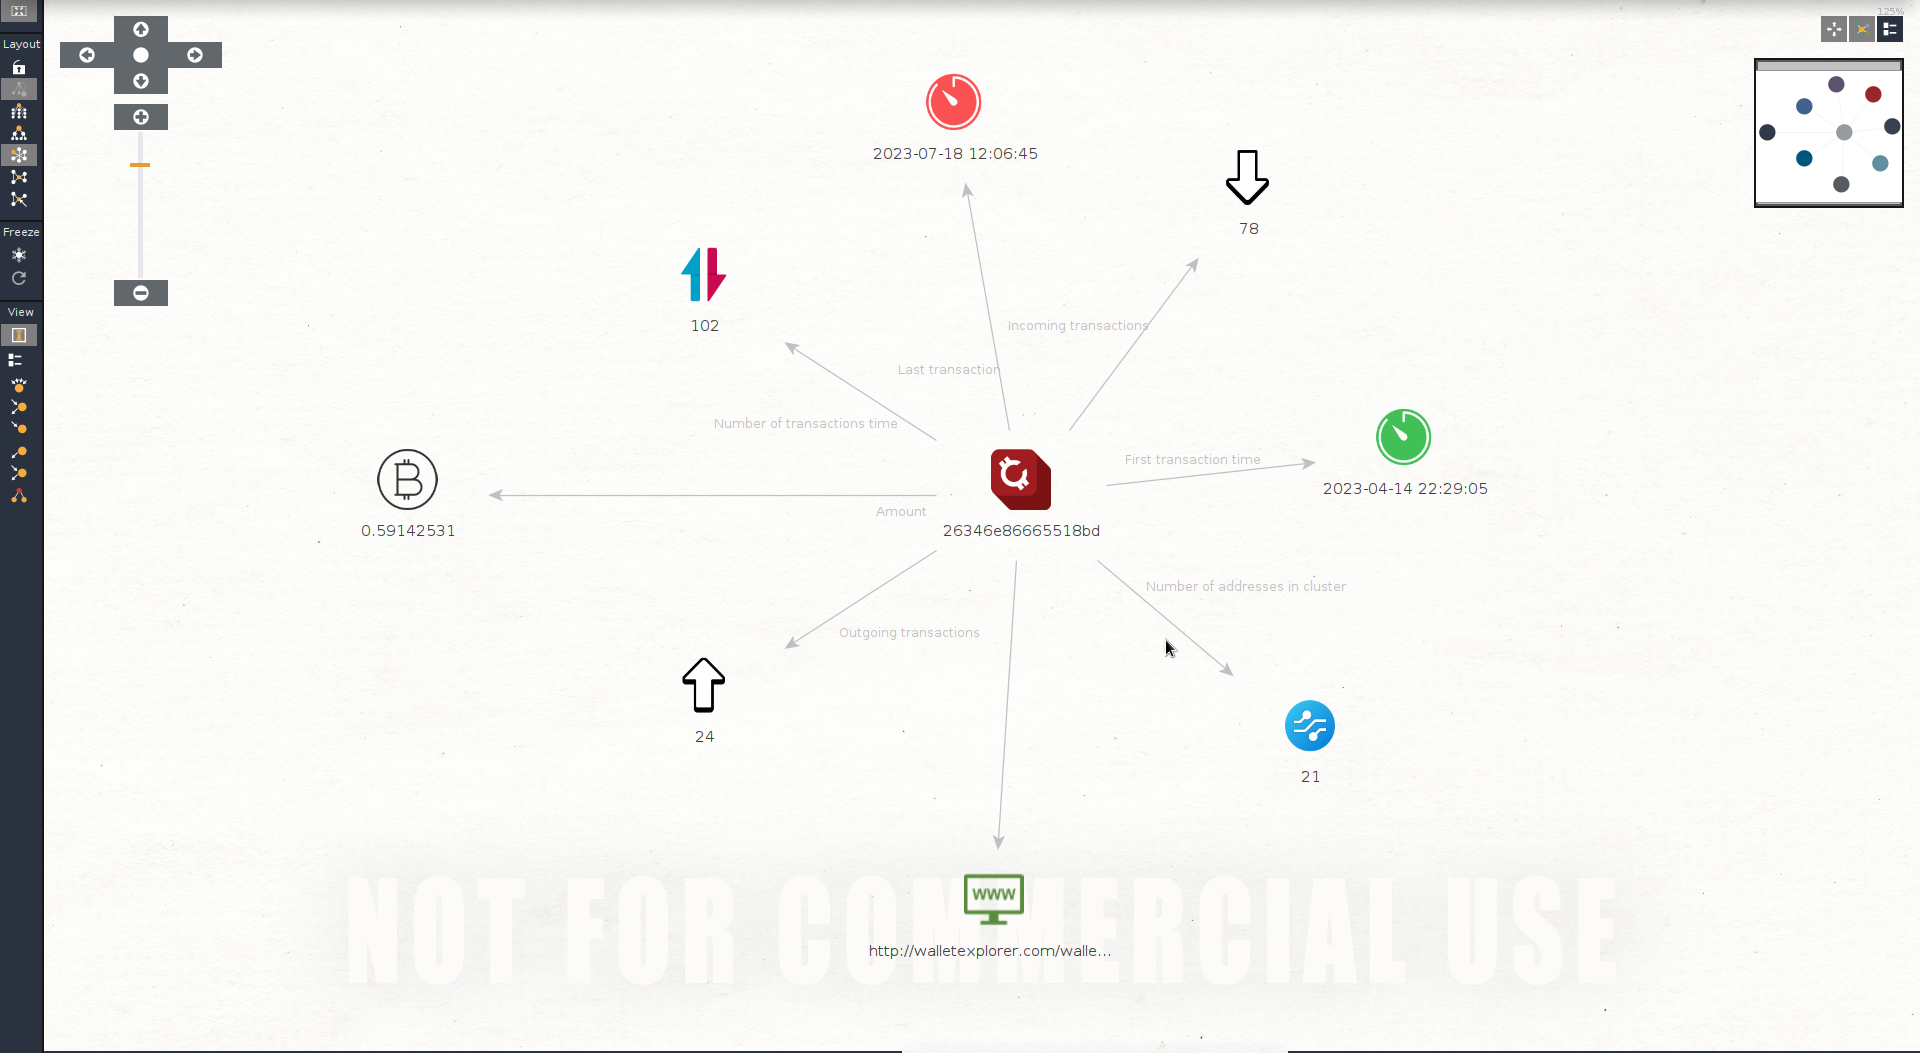 125%
Layout
2023-07-18 12:06:45
78
Freeze
View
102
Incoming transactions
Last transaction
Number of transactions time
First transaction time
2023-04-14 22:29:05
Amount
0.59142531
26346e86665518bd
Number of addresses in cluster
Outgoing transactions
24
21
WWW
NOT FOR COMMERCIAL USE
http://walletexplorer.com/walle...